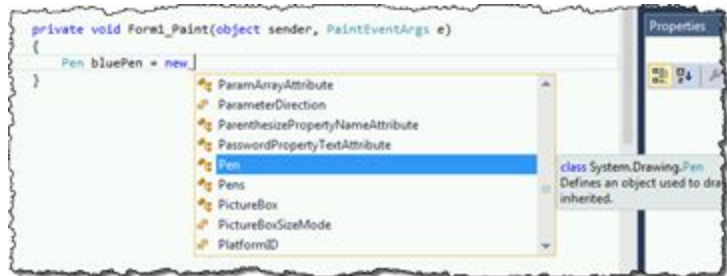 private void Form1_Paint(object sender, PaintEventArgs e)
{
Pen bluePen = new
}
ParamArrayAttribute
ParameterDirection
ParenthesizePropertyNameAttribute
PasswordPropertyTextAttribute
Pen
Pens
PictureBox
PictureBoxSizeMode
PlatformID
class System.Drawing.Pen
Defines an object used to dra
inherited.
Properties